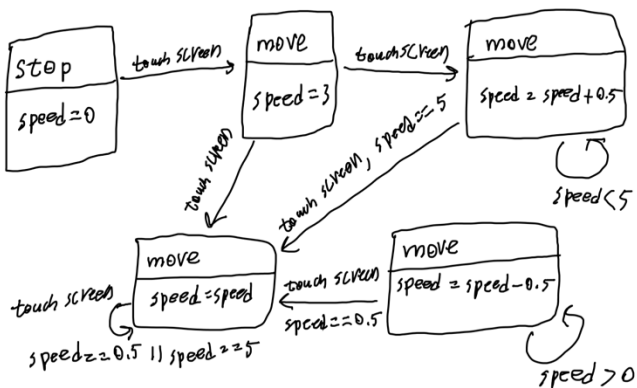 stop
speed=0
touch screen
move
speed=3
touch screen
move
speed = speed+0.5
speed<5
touch screen
touch screen, speed==5
move
speed=speed
touch screen
speed==0.5 || speed==5
touch screen
speed==0.5
move
speed = speed-0.5
speed>0